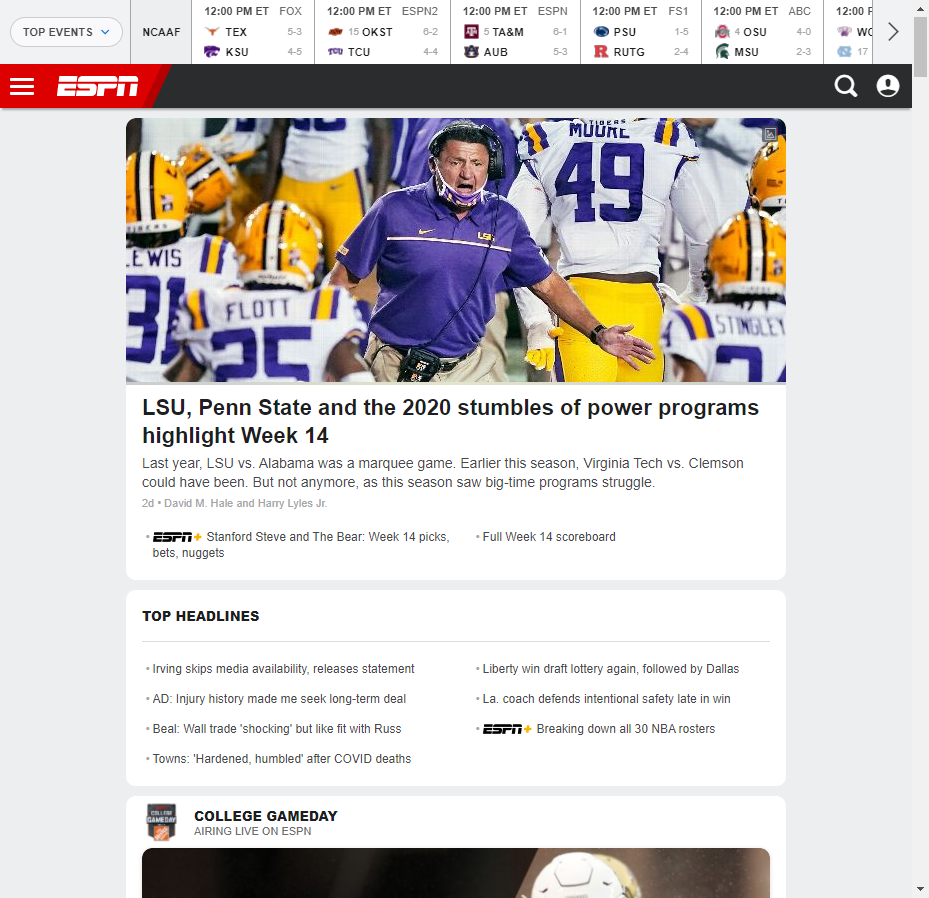 TOP EVENTS
NCAAF
12:00 PM ET FOX
TEX 5-3
KSU 4-5
12:00 PM ET ESPN2
15 OKST 6-2
TCU 4-4
12:00 PM ET ESPN
5 TA&M 6-1
AUB 5-3
12:00 PM ET FS1
PSU 1-5
RUTG 2-4
12:00 PM ET ABC
4 OSU 4-0
MSU 2-3
12:00
17
ESPN
TIGERS
MOORE
49
LSU
LEWIS
31
FLOTT
25
STINGLEY
LSU, Penn State and the 2020 stumbles of power programs
highlight Week 14
Last year, LSU vs. Alabama was a marquee game. Earlier this season, Virginia Tech vs. Clemson
could have been. But not anymore, as this season saw big-time programs struggle.
2d • David M. Hale and Harry Lyles Jr.
• ESPN+ Stanford Steve and The Bear: Week 14 picks,
bets, nuggets
• Full Week 14 scoreboard
TOP HEADLINES
• Irving skips media availability, releases statement
• AD: Injury history made me seek long-term deal
• Beal: Wall trade 'shocking' but like fit with Russ
• Towns: 'Hardened, humbled' after COVID deaths
• Liberty win draft lottery again, followed by Dallas
• La. coach defends intentional safety late in win
• ESPN+ Breaking down all 30 NBA rosters
COLLEGE GAMEDAY
COLLEGE GAMEDAY
AIRING LIVE ON ESPN